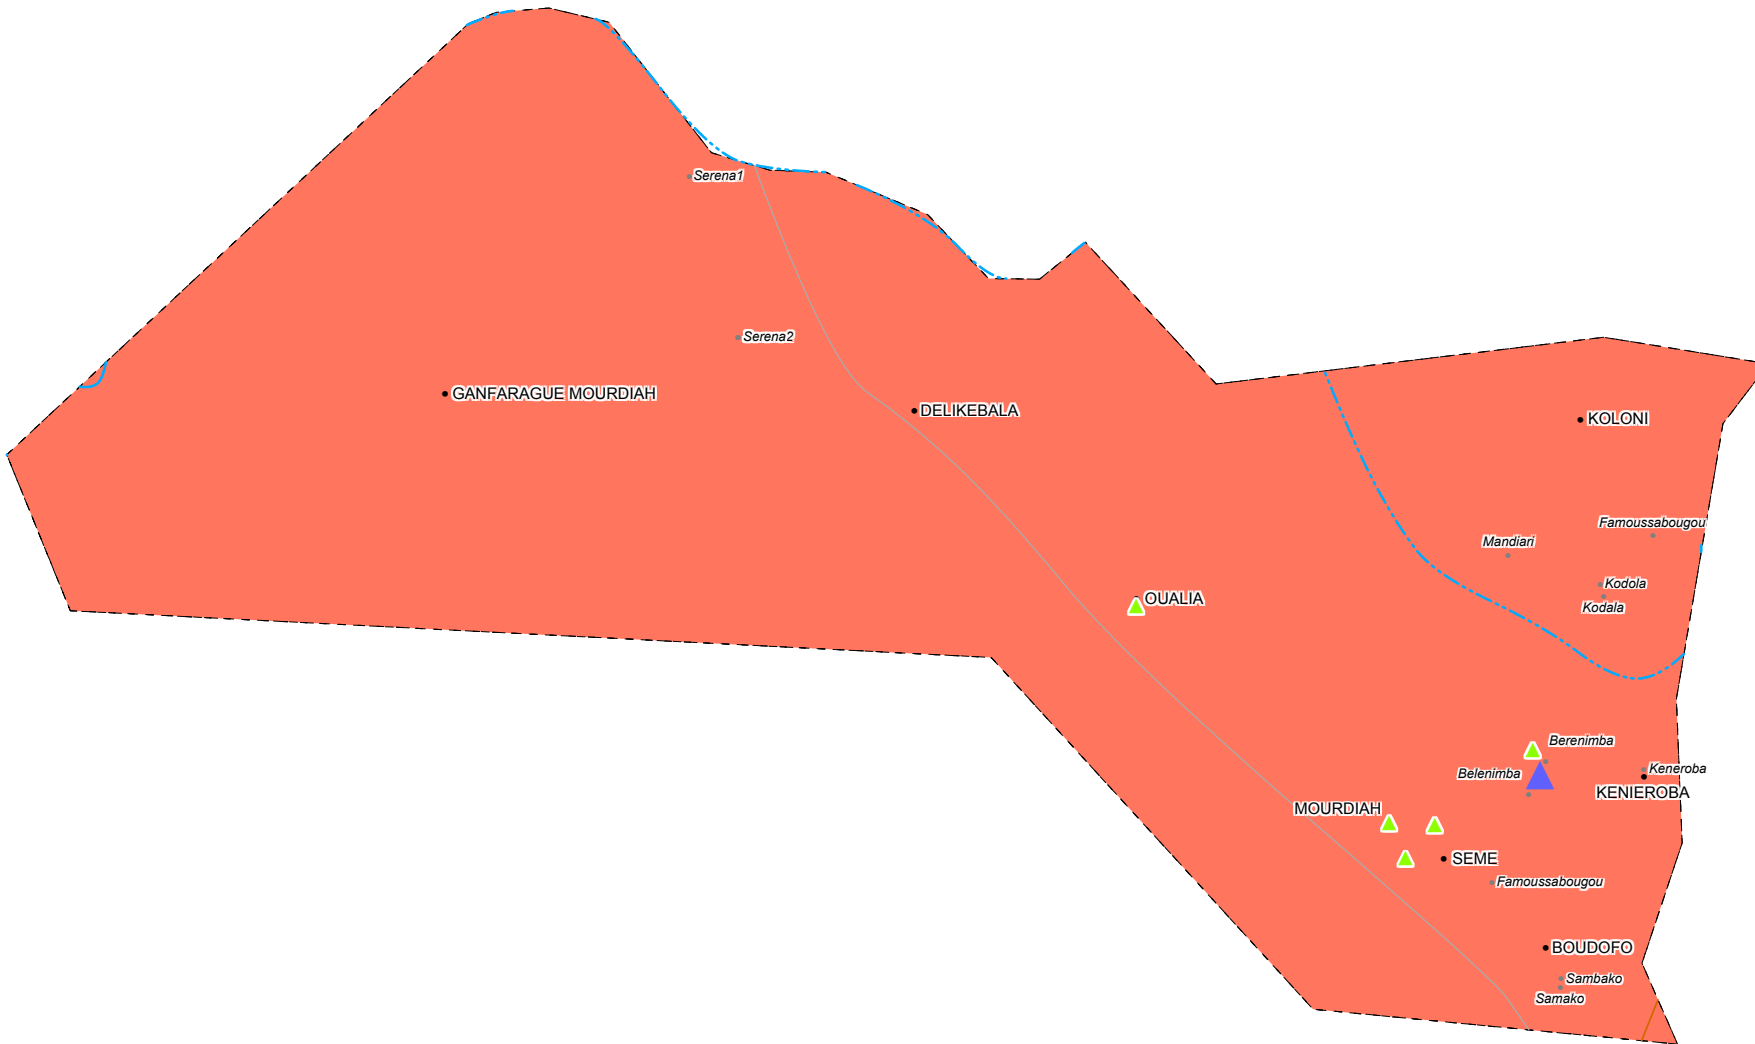 Serena1
Serena2
GANFARAGUE MOURDIAH
DELIKEBALA
KOLONI
Famoussabougou
Mandiari
Kodola
OUALIA
Kodala
Berenimba
Keneroba
Belenimba
KENIEROBA
MOURDIAH
SEME
Famoussabougou
BOUDOFO
Sambako
Samako